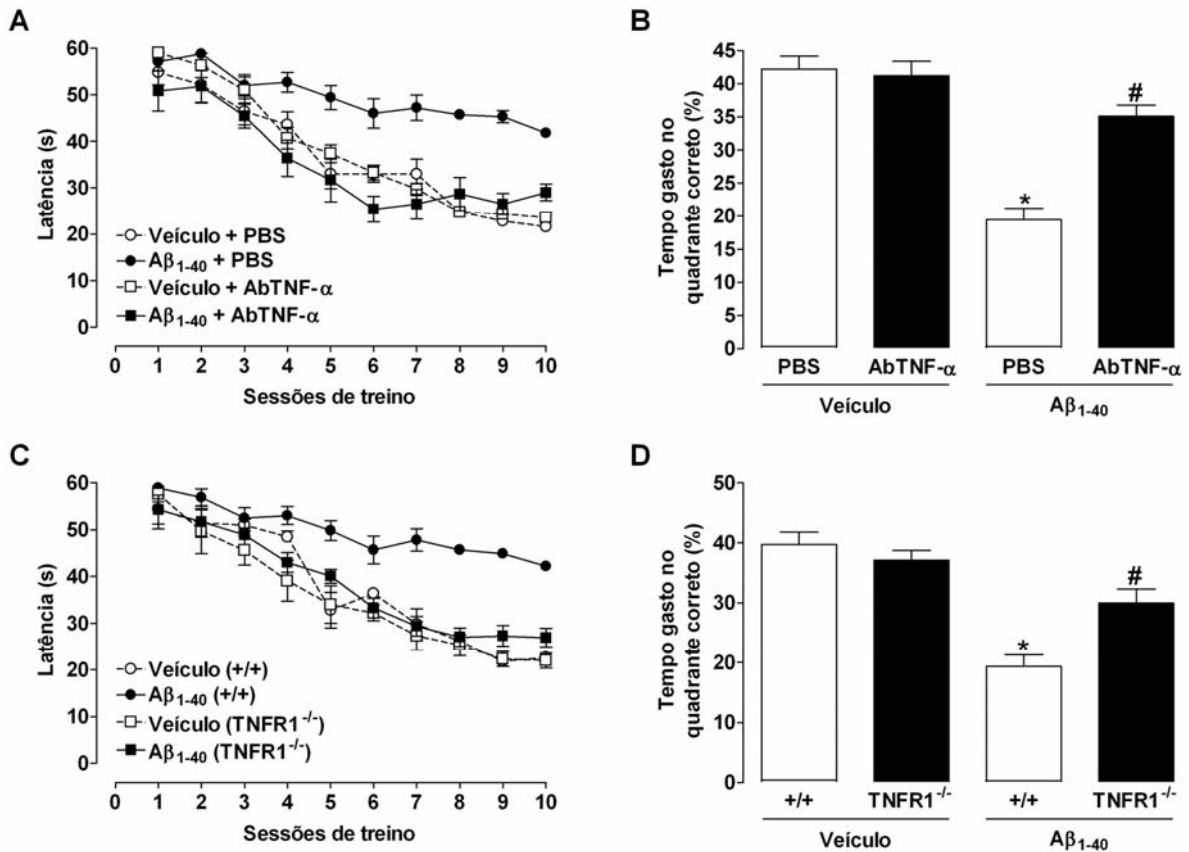 A
Latência (s)
60
50
40
30
20
10
0
Veículo + PBS
Aβ1-40 + PBS
Veículo + AbTNF-α
Aβ1-40 + AbTNF-α
0 1 2 3 4 5 6 7 8 9 10
Sessões de treino
B
Tempo gasto no
quadrante correto (%)
45
40
35
30
25
20
15
10
5
0
*
#
PBS AbTNF-α PBS AbTNF-α
Veículo Aβ1-40
C
Latência (s)
60
50
40
30
20
10
0
Veículo (+/+)
Aβ1-40 (+/+)
Veículo (TNFR1-/-)
Aβ1-40 (TNFR1-/-)
0 1 2 3 4 5 6 7 8 9 10
Sessões de treino
D
Tempo gasto no
quadrante correto (%)
50
40
30
20
10
0
*
#
+/+ TNFR1-/- +/+ TNFR1-/-
Veículo Aβ1-40